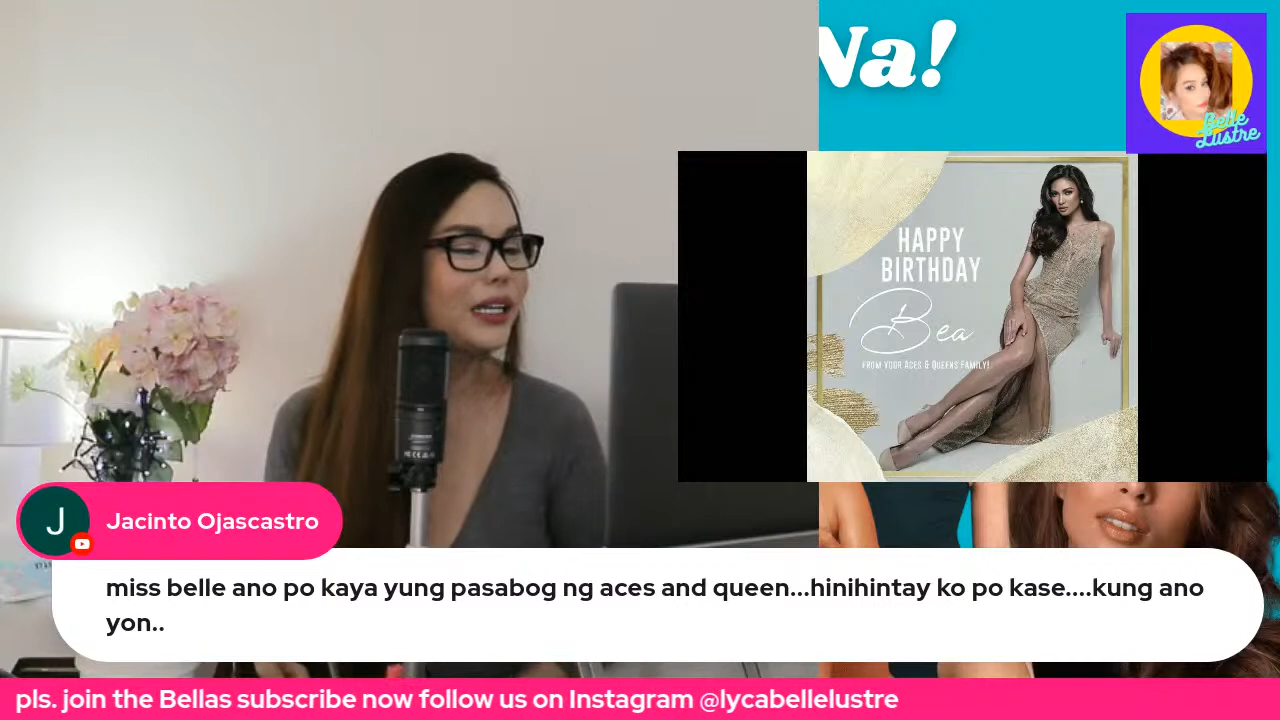 Na!
Belle
Lustre
HAPPY
BIRTHDAY
Bea
FROM YOUR ACES & QUEENS FAMILY!
J
Jacinto Ojascastro
miss belle ano po kaya yung pasabog ng aces and queen...hinihintay ko po kase....kung ano
yon..
pls. join the Bellas subscribe now follow us on Instagram @lycabellelustre